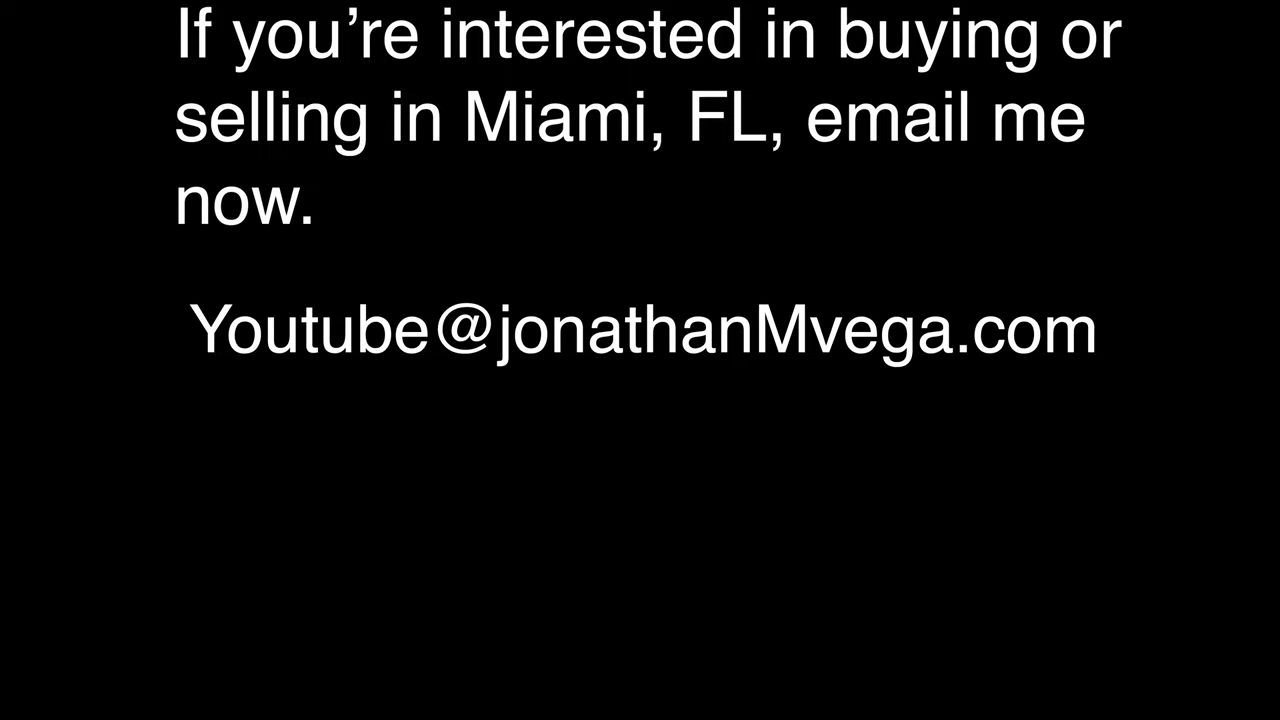 If you’re interested in buying or
selling in Miami, FL, email me
now.
Youtube@jonathanMvega.com